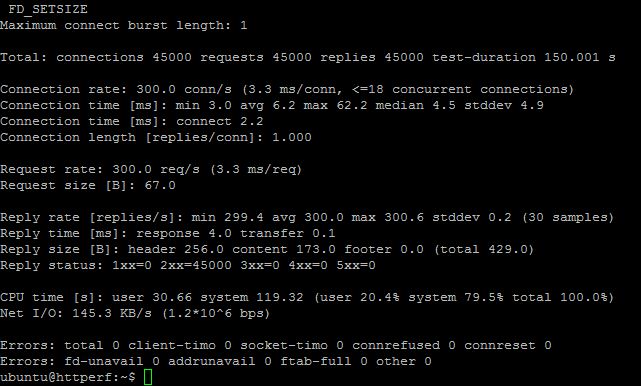 FD_SETSIZE
Maximum connect burst length: 1
Total: connections 45000 requests 45000 replies 45000 test-duration 150.001 s
Connection rate: 300.0 conn/s (3.3 ms/conn, <=18 concurrent connections)
Connection time [ms]: min 3.0 avg 6.2 max 62.2 median 4.5 stddev 4.9
Connection time [ms]: connect 2.2
Connection length [replies/conn]: 1.000
Request rate: 300.0 req/s (3.3 ms/req)
Request size [B]: 67.0
Reply rate [replies/s]: min 299.4 avg 300.0 max 300.6 stddev 0.2 (30 samples)
Reply time [ms]: response 4.0 transfer 0.1
Reply size [B]: header 256.0 content 173.0 footer 0.0 (total 429.0)
Reply status: 1xx=0 2xx=45000 3xx=0 4xx=0 5xx=0
CPU time [s]: user 30.66 system 119.32 (user 20.4% system 79.5% total 100.0%)
Net I/O: 145.3 KB/s (1.2*10^6 bps)
Errors: total 0 client-timo 0 socket-timo 0 connrefused 0 connreset 0
Errors: fd-unavail 0 addrunavail 0 ftab-full 0 other 0
ubuntu@httperf:~$